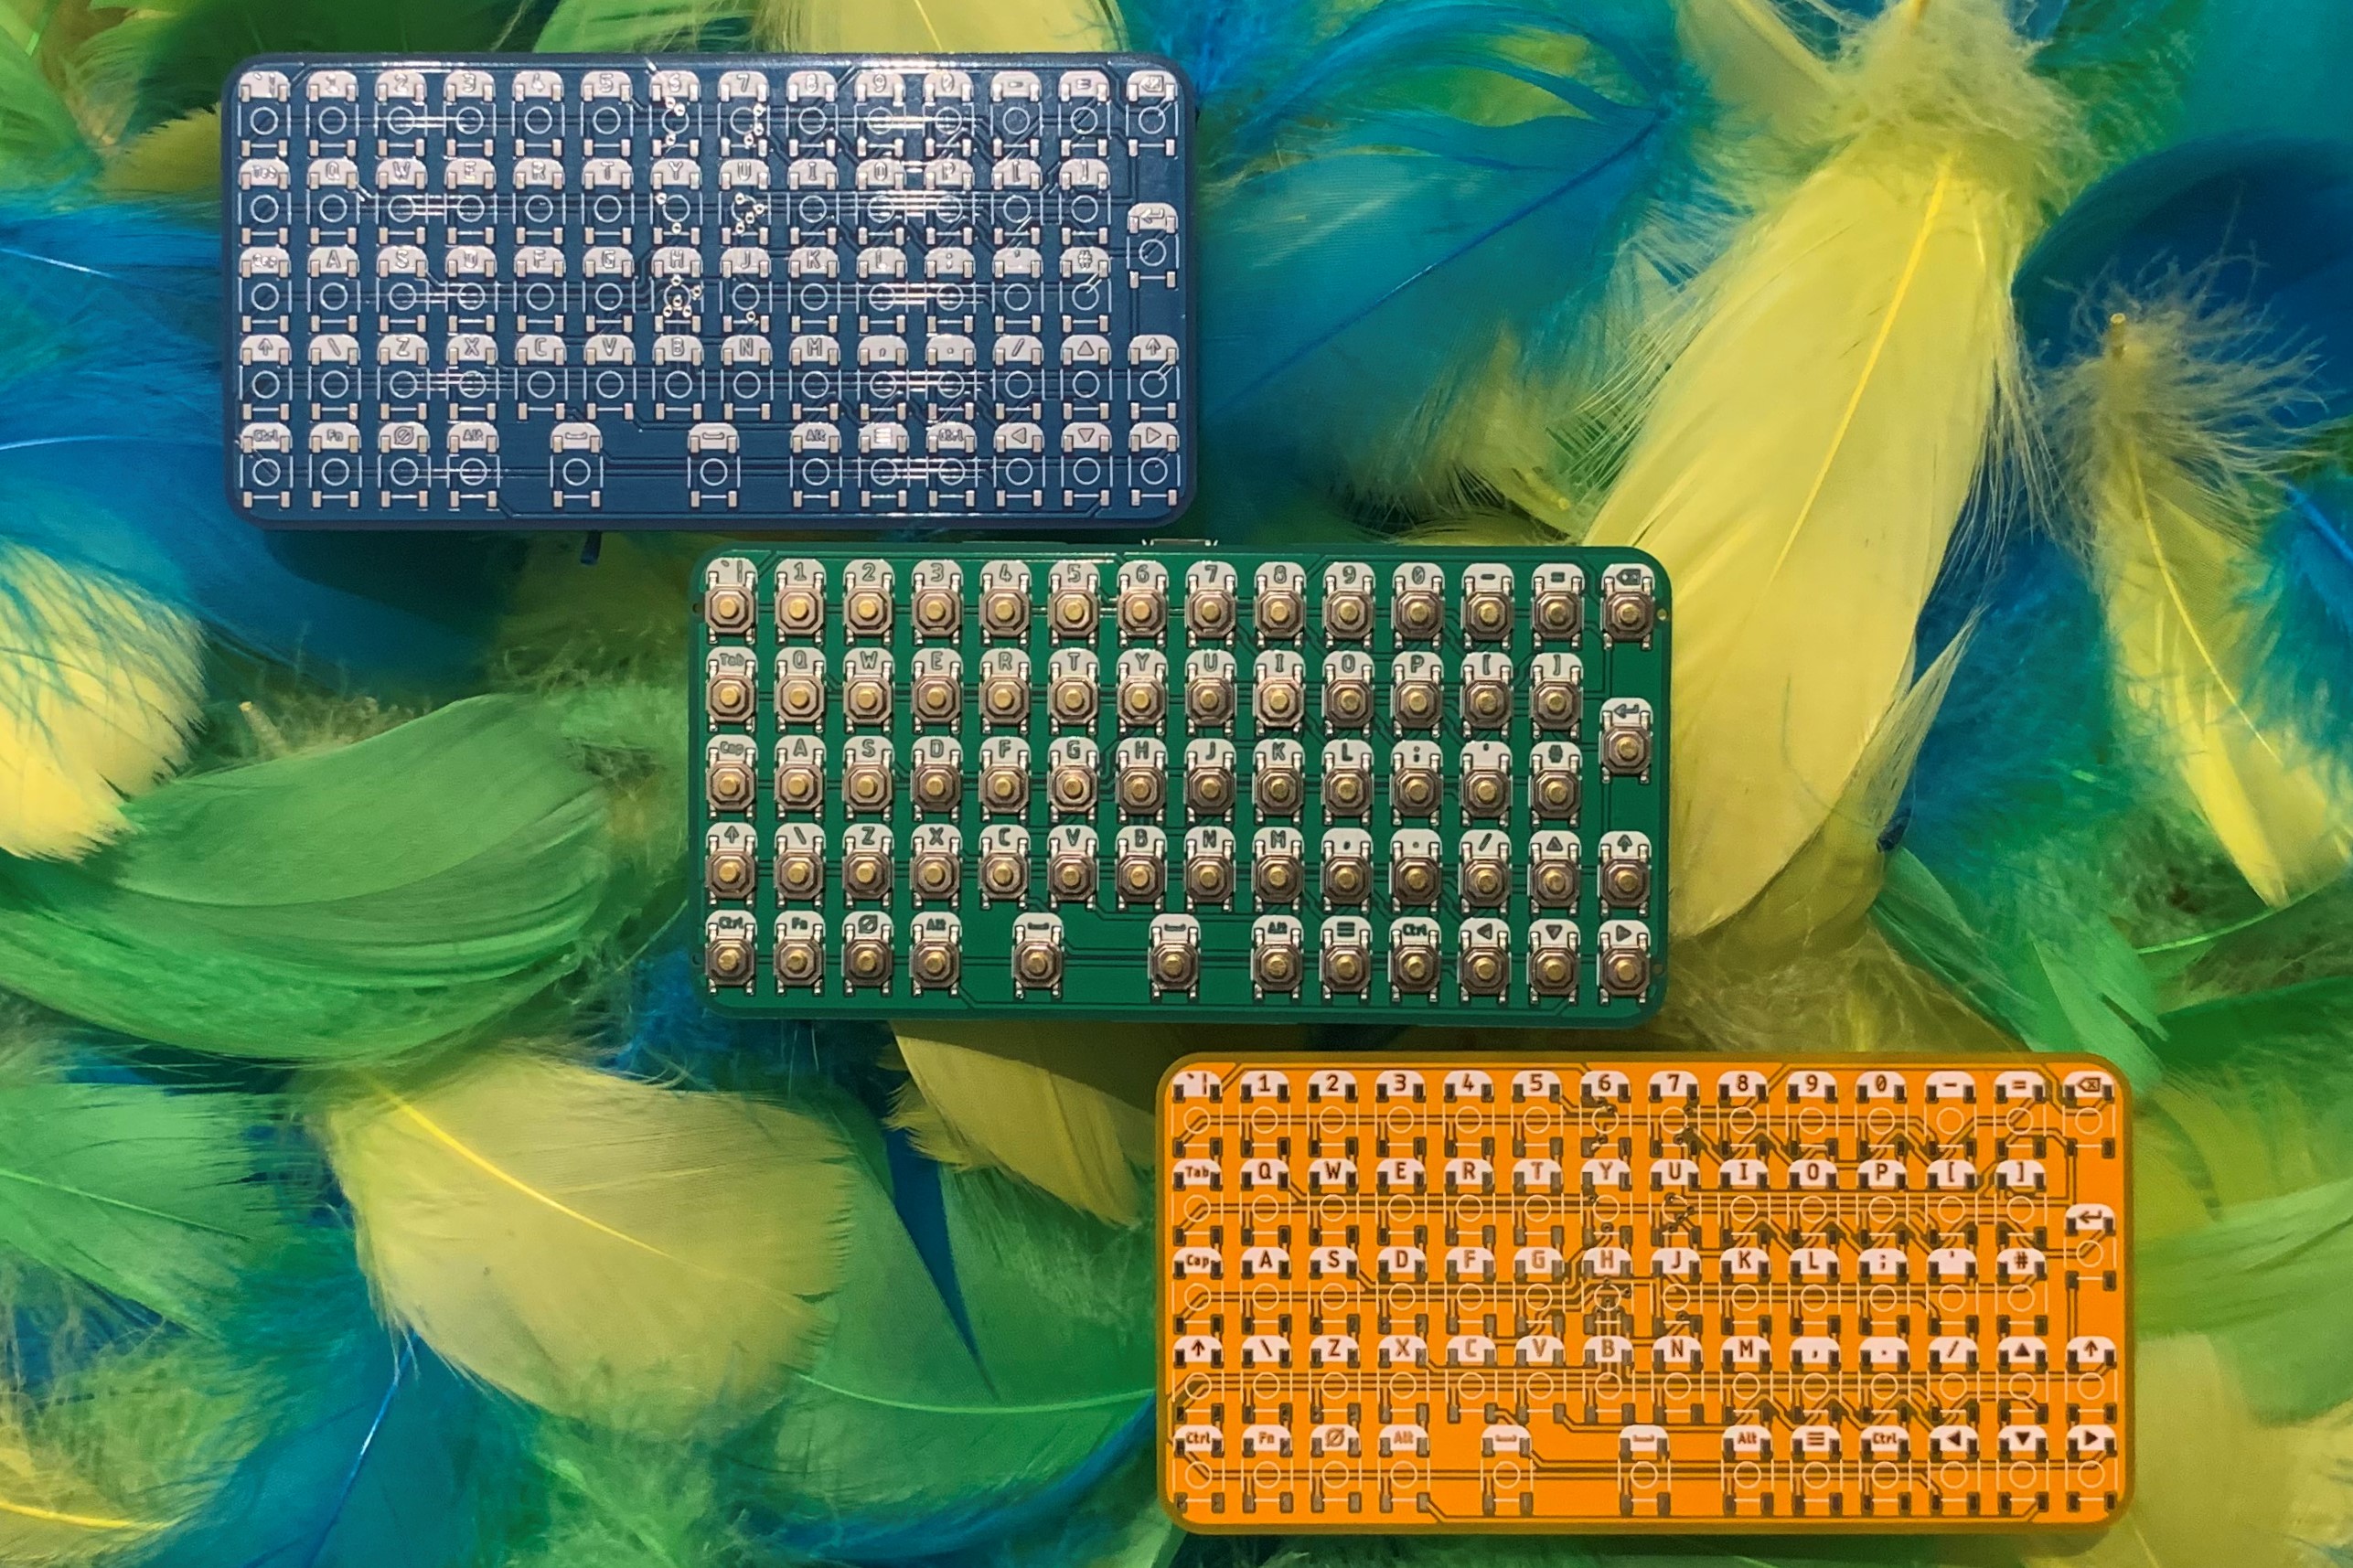 `| 1 2 3 4 5 6 7 8 9 0 - = ⌫
Tab Q W E R T Y U I O P [ ]
↵
Cap A S D F G H J K L ; ' #
↑ \ Z X C V B N M , . / △ ↑
Ctrl Fn Ø Alt ⎵ ⎵ Alt ☰ Ctrl ◁ ▽ ▷
`| 1 2 3 4 5 6 7 8 9 0 - = ⌫
Tab Q W E R T Y U I O P [ ]
↵
Cap A S D F G H J K L ; ' #
↑ \ Z X C V B N M , . / △ ↑
Ctrl Fn Ø Alt ⎵ ⎵ Alt ☰ Ctrl ◁ ▽ ▷
`| 1 2 3 4 5 6 7 8 9 0 - = ⌫
Tab Q W E R T Y U I O P [ ]
↵
Cap A S D F G H J K L ; ' #
↑ \ Z X C V B N M , . / ▲ ↑
Ctrl Fn Ø Alt ⎵ ⎵ Alt ☰ Ctrl ◀ ▼ ▶